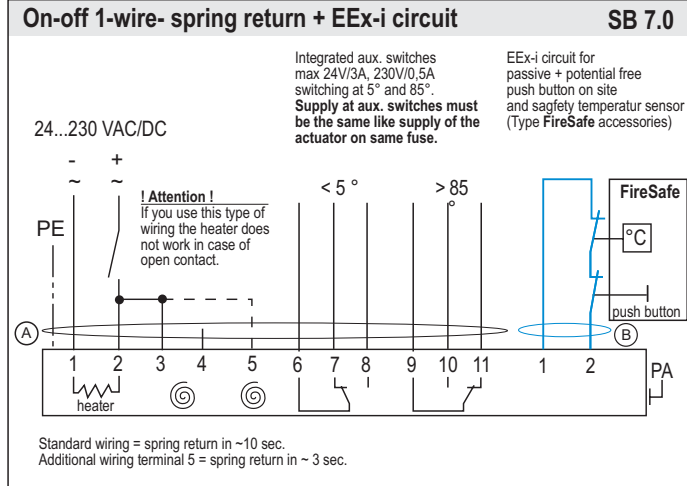 On-off 1-wire- spring return + EEx-i circuit SB 7.0
Integrated aux. switches
max 24V/3A, 230V/0,5A
switching at 5° and 85°.
Supply at aux. switches must
be the same like supply of the
actuator on same fuse.
EEx-i circuit for
passive + potential free
push button on site
and sagfety temperatur sensor
(Type FireSafe accessories)
24...230 VAC/DC
- +
~ ~
! Attention !
If you use this type of
wiring the heater does
not work in case of
open contact.
< 5 °
> 85
°
FireSafe
°C
push button
PE
A
B
1 2 3 4 5 6 7 8 9 10 11 1 2
PA
heater
Standard wiring = spring return in ~10 sec.
Additional wiring terminal 5 = spring return in ~ 3 sec.